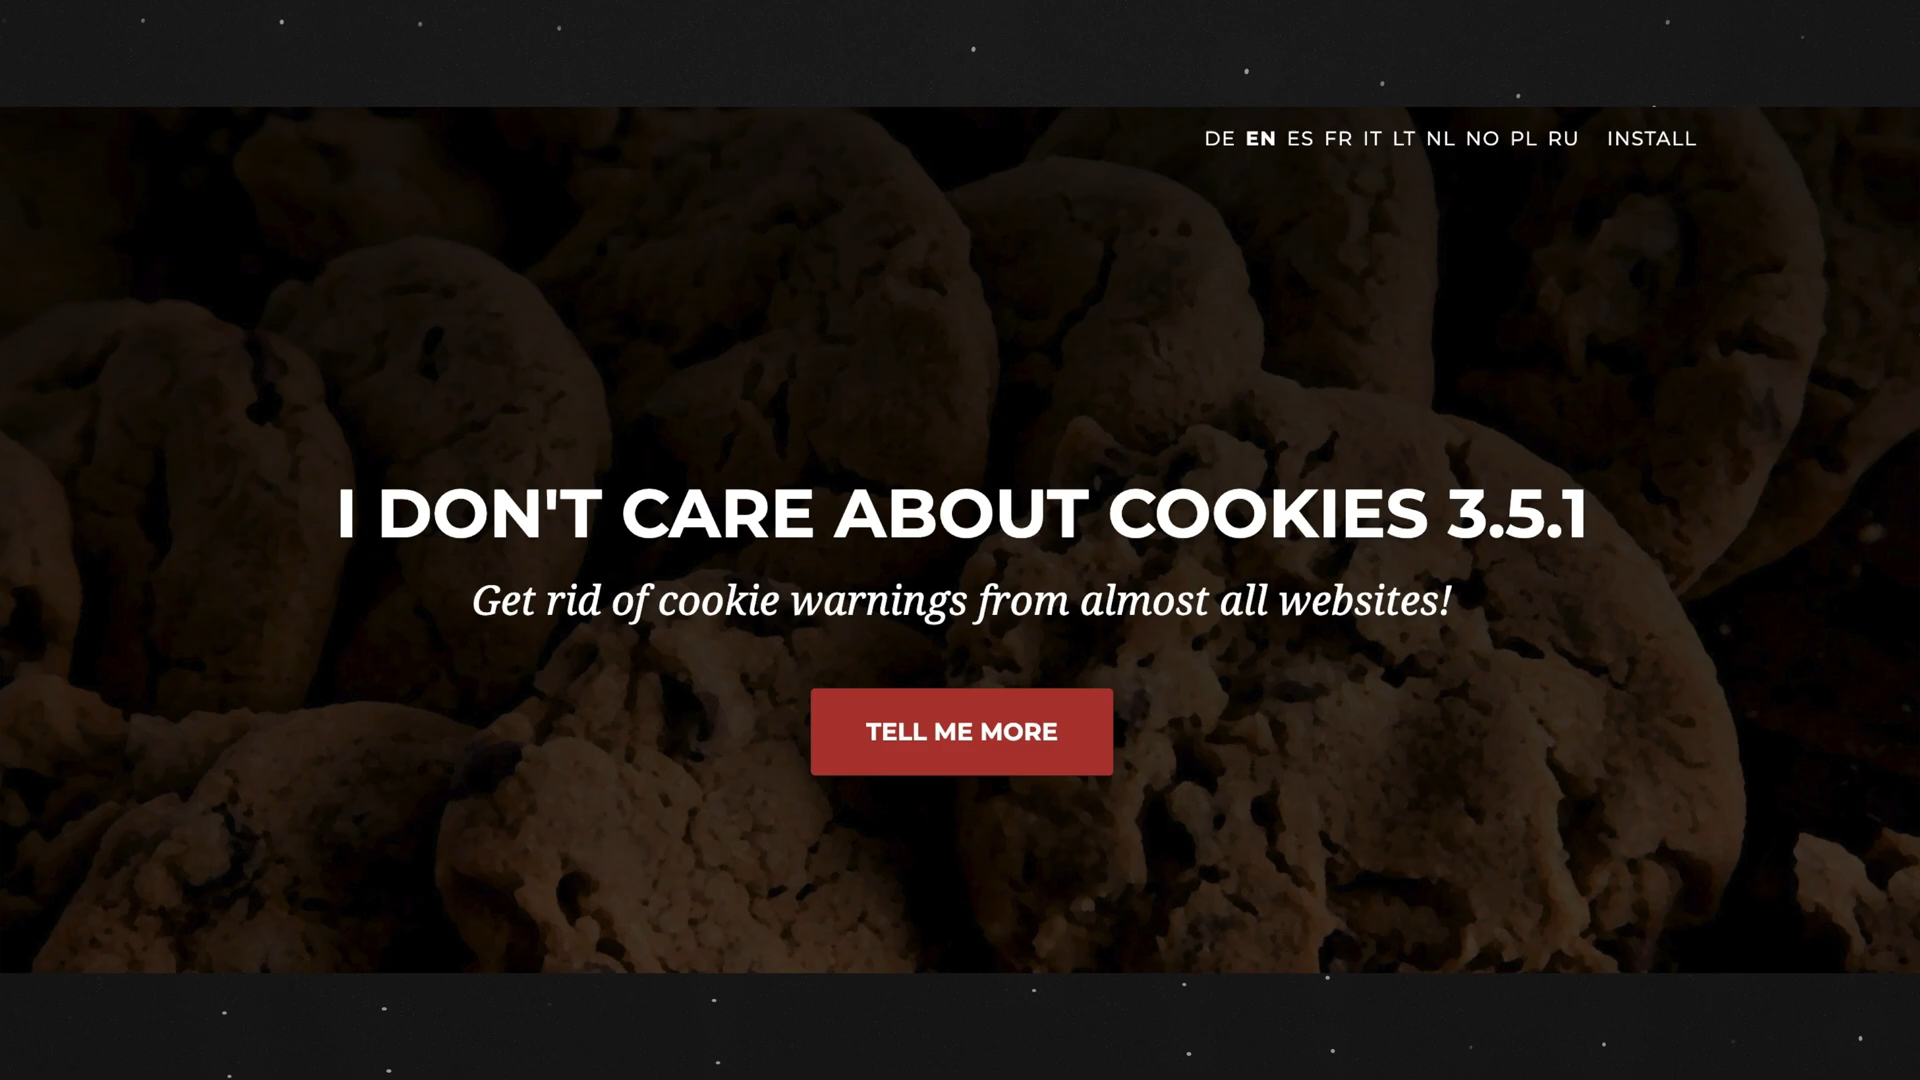 DE EN ES FR IT LT NL NO PL RU INSTALL
I DON'T CARE ABOUT COOKIES 3.5.1
Get rid of cookie warnings from almost all websites!
TELL ME MORE